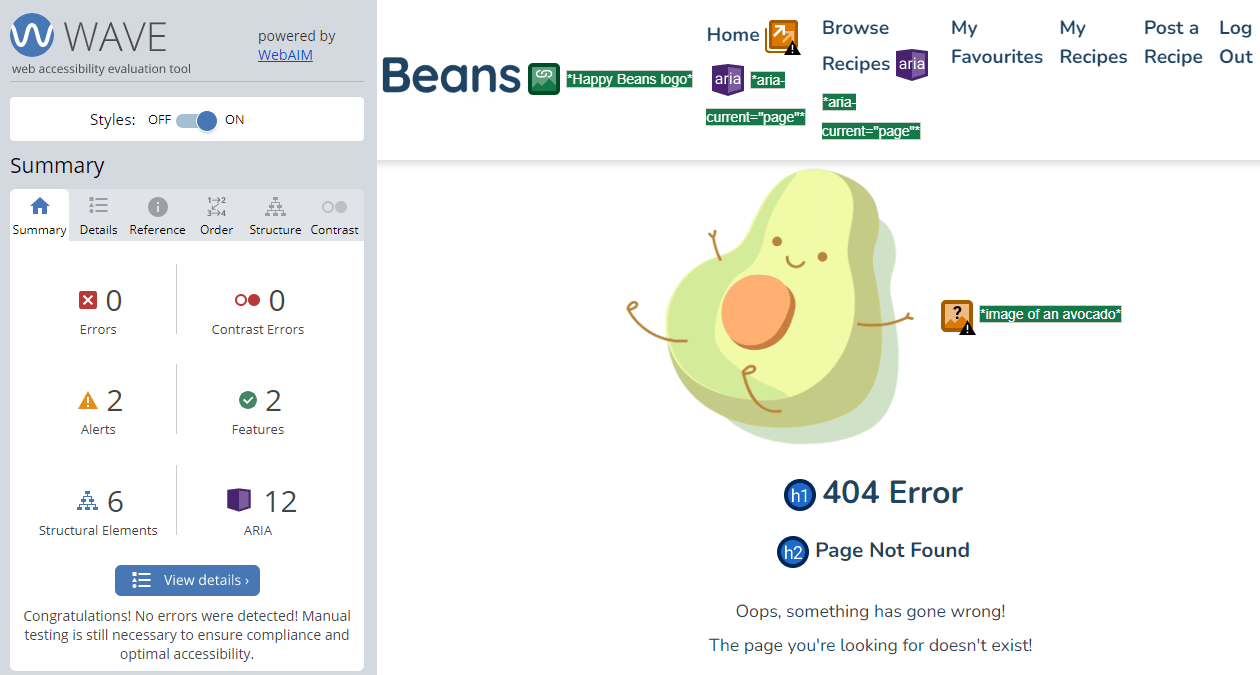 WAVE
powered by
WebAIM
web accessibility evaluation tool
Styles: OFF ON
Summary
Summary Details Reference Order Structure Contrast
1→2
3→4
0 0
Errors Contrast Errors
2 2
Alerts Features
6 12
Structural Elements ARIA
View details ›
Congratulations! No errors were detected! Manual
testing is still necessary to ensure compliance and
optimal accessibility.
Beans *Happy Beans logo*
Home
aria *aria-
current="page"*
Browse
Recipes aria
*aria-
current="page"*
My
Favourites
My
Recipes
Post a
Recipe
Log
Out
? *image of an avocado*
h1 404 Error
h2 Page Not Found
Oops, something has gone wrong!
The page you're looking for doesn't exist!